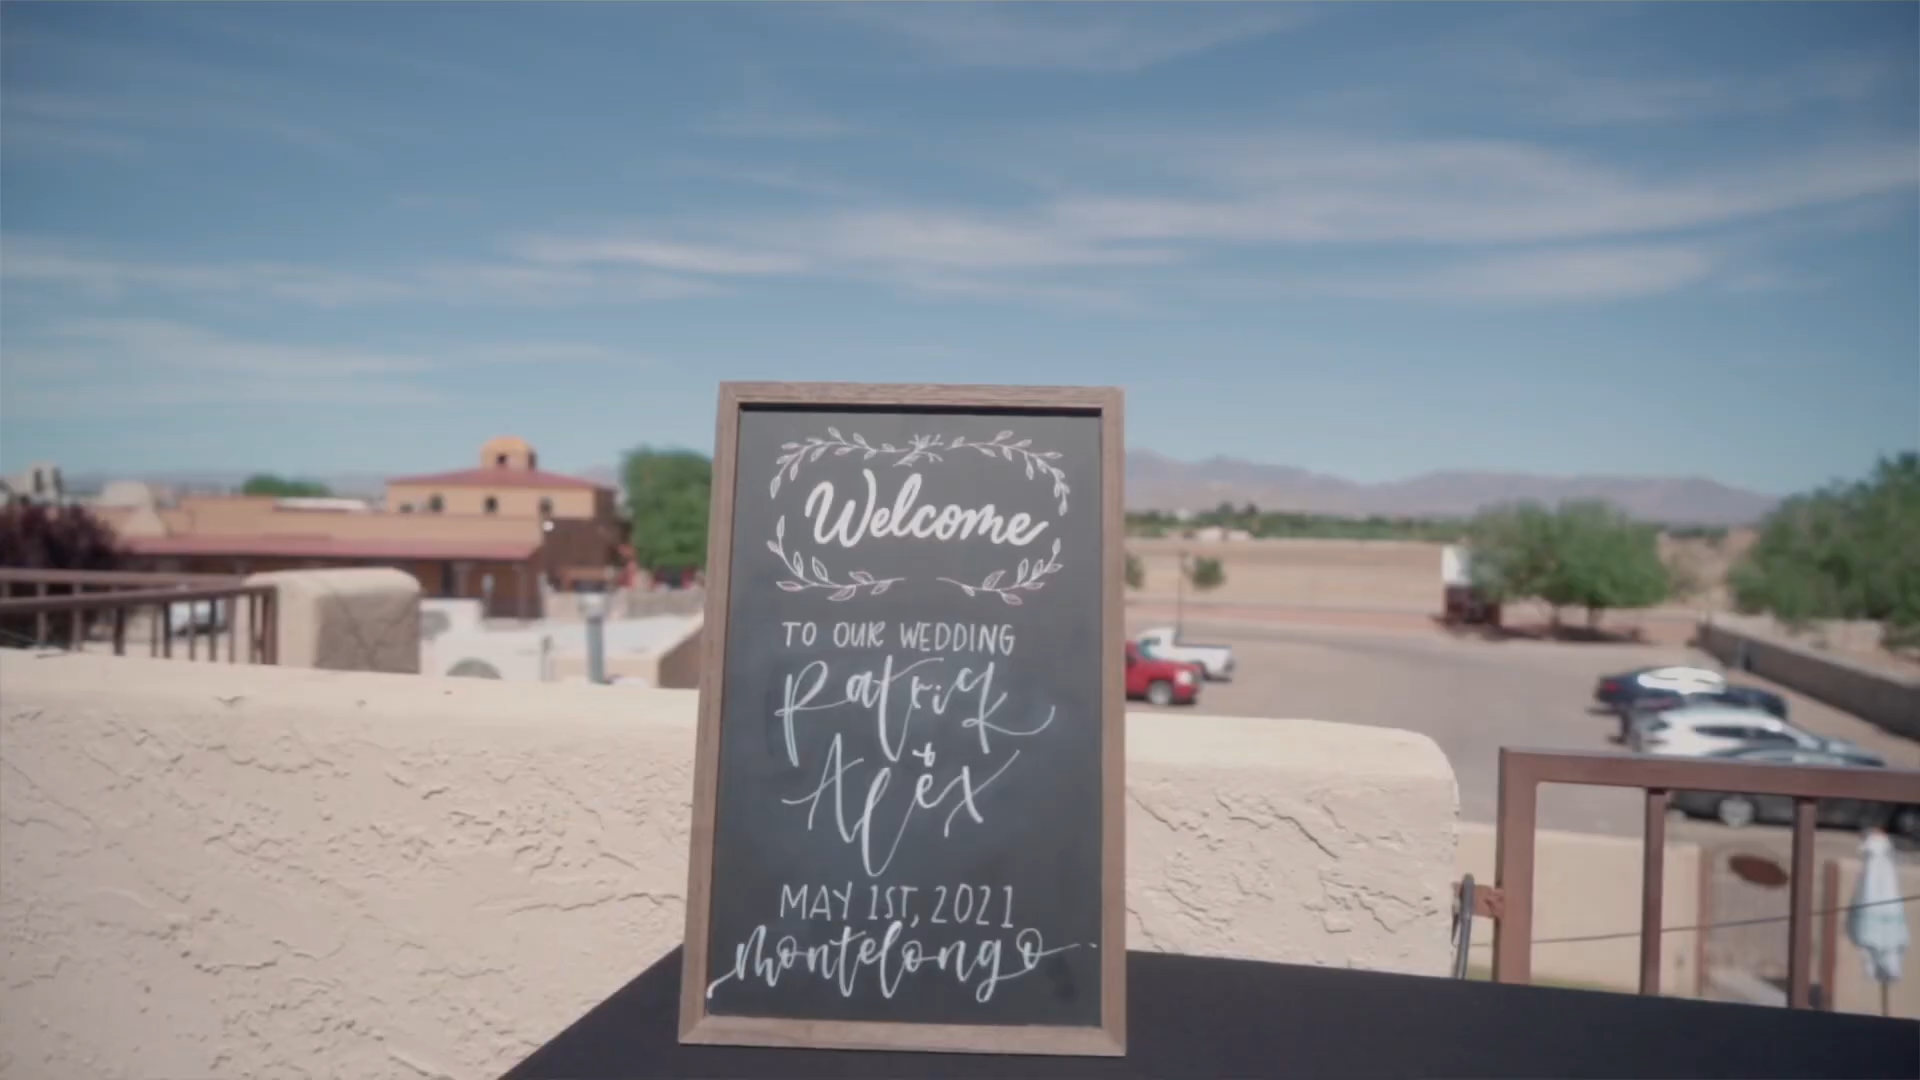 Welcome
TO OUR WEDDING
Patrick
&
Alex
MAY 1ST, 2021
Montelongo